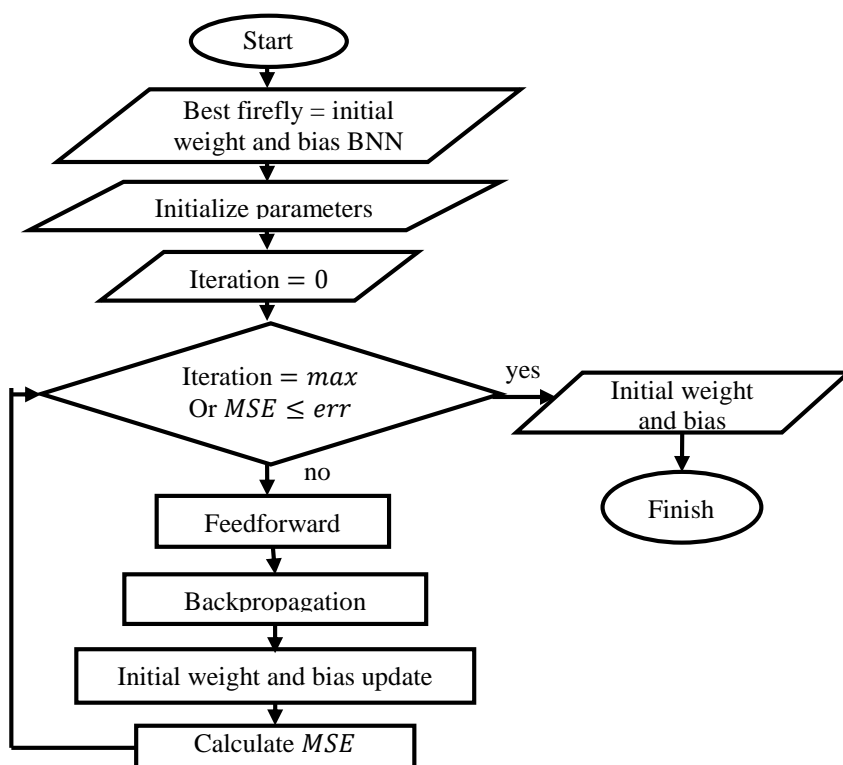 Start
Best firefly = initial
weight and bias BNN
Initialize parameters
Iteration = 0
Iteration = max
Or MSE ≤ err
yes
Initial weight
and bias
no
Feedforward
Finish
Backpropagation
Initial weight and bias update
Calculate MSE